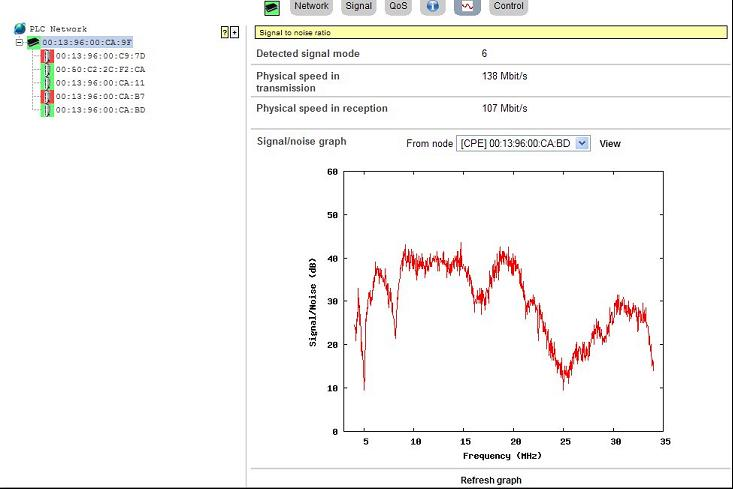 Network Signal QoS Control
PLC Network
00:13:96:00:CA:9F
00:13:96:00:C9:7D
00:50:C2:2C:F2:CA
00:13:96:00:CA:11
00:13:96:00:CA:B7
00:13:96:00:CA:BD
? +
Signal to noise ratio
Detected signal mode 6
Physical speed in
transmission 138 Mbit/s
Physical speed in reception 107 Mbit/s
Signal/noise graph From node [CPE] 00:13:96:00:CA:BD View
60
50
40
30
20
10
0
Signal/Noise (dB)
5 10 15 20 25 30 35
Frequency (MHz)
Refresh graph